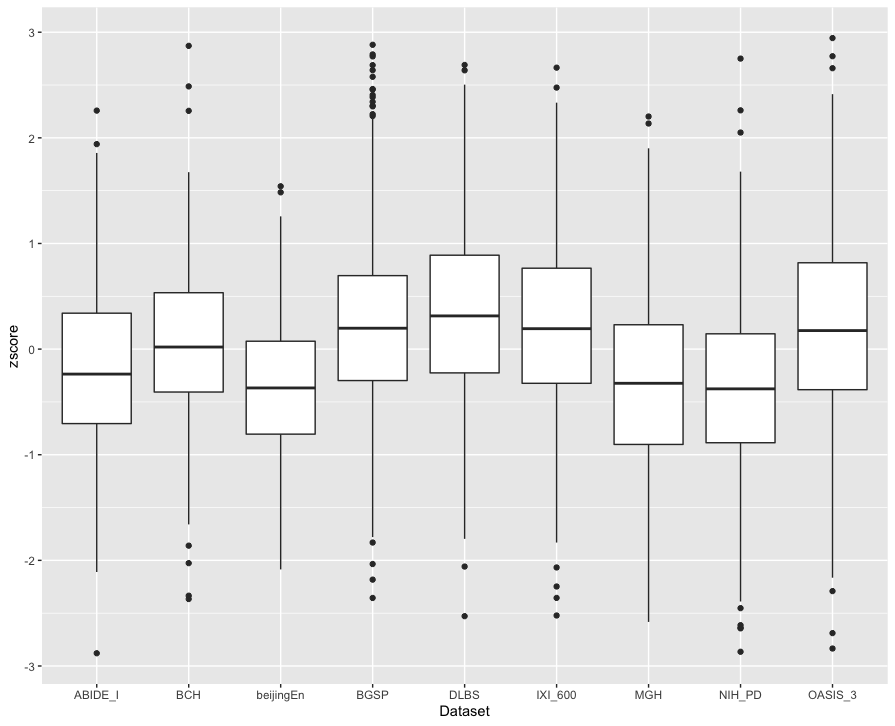 3
2
1
0
-1
-2
-3
zscore
ABIDE_I BCH beijingEn BGSP DLBS IXI_600 MGH NIH_PD OASIS_3
Dataset